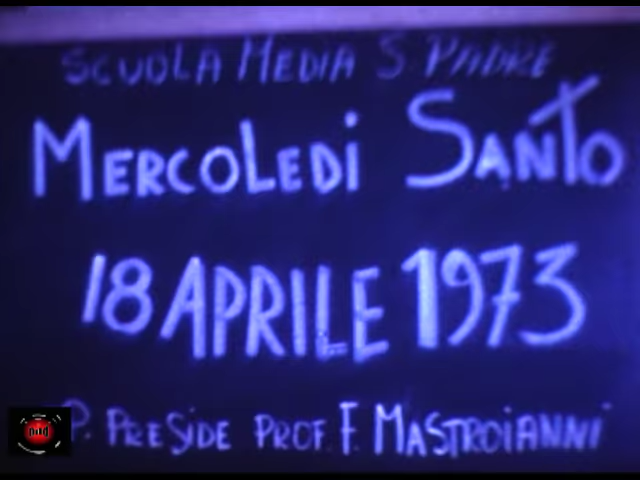 SCUOLA MEDIA S. PADRE
MERCOLEDI SANTO
18 APRILE 1973
P. PRESIDE PROF. F. MASTROIANNI